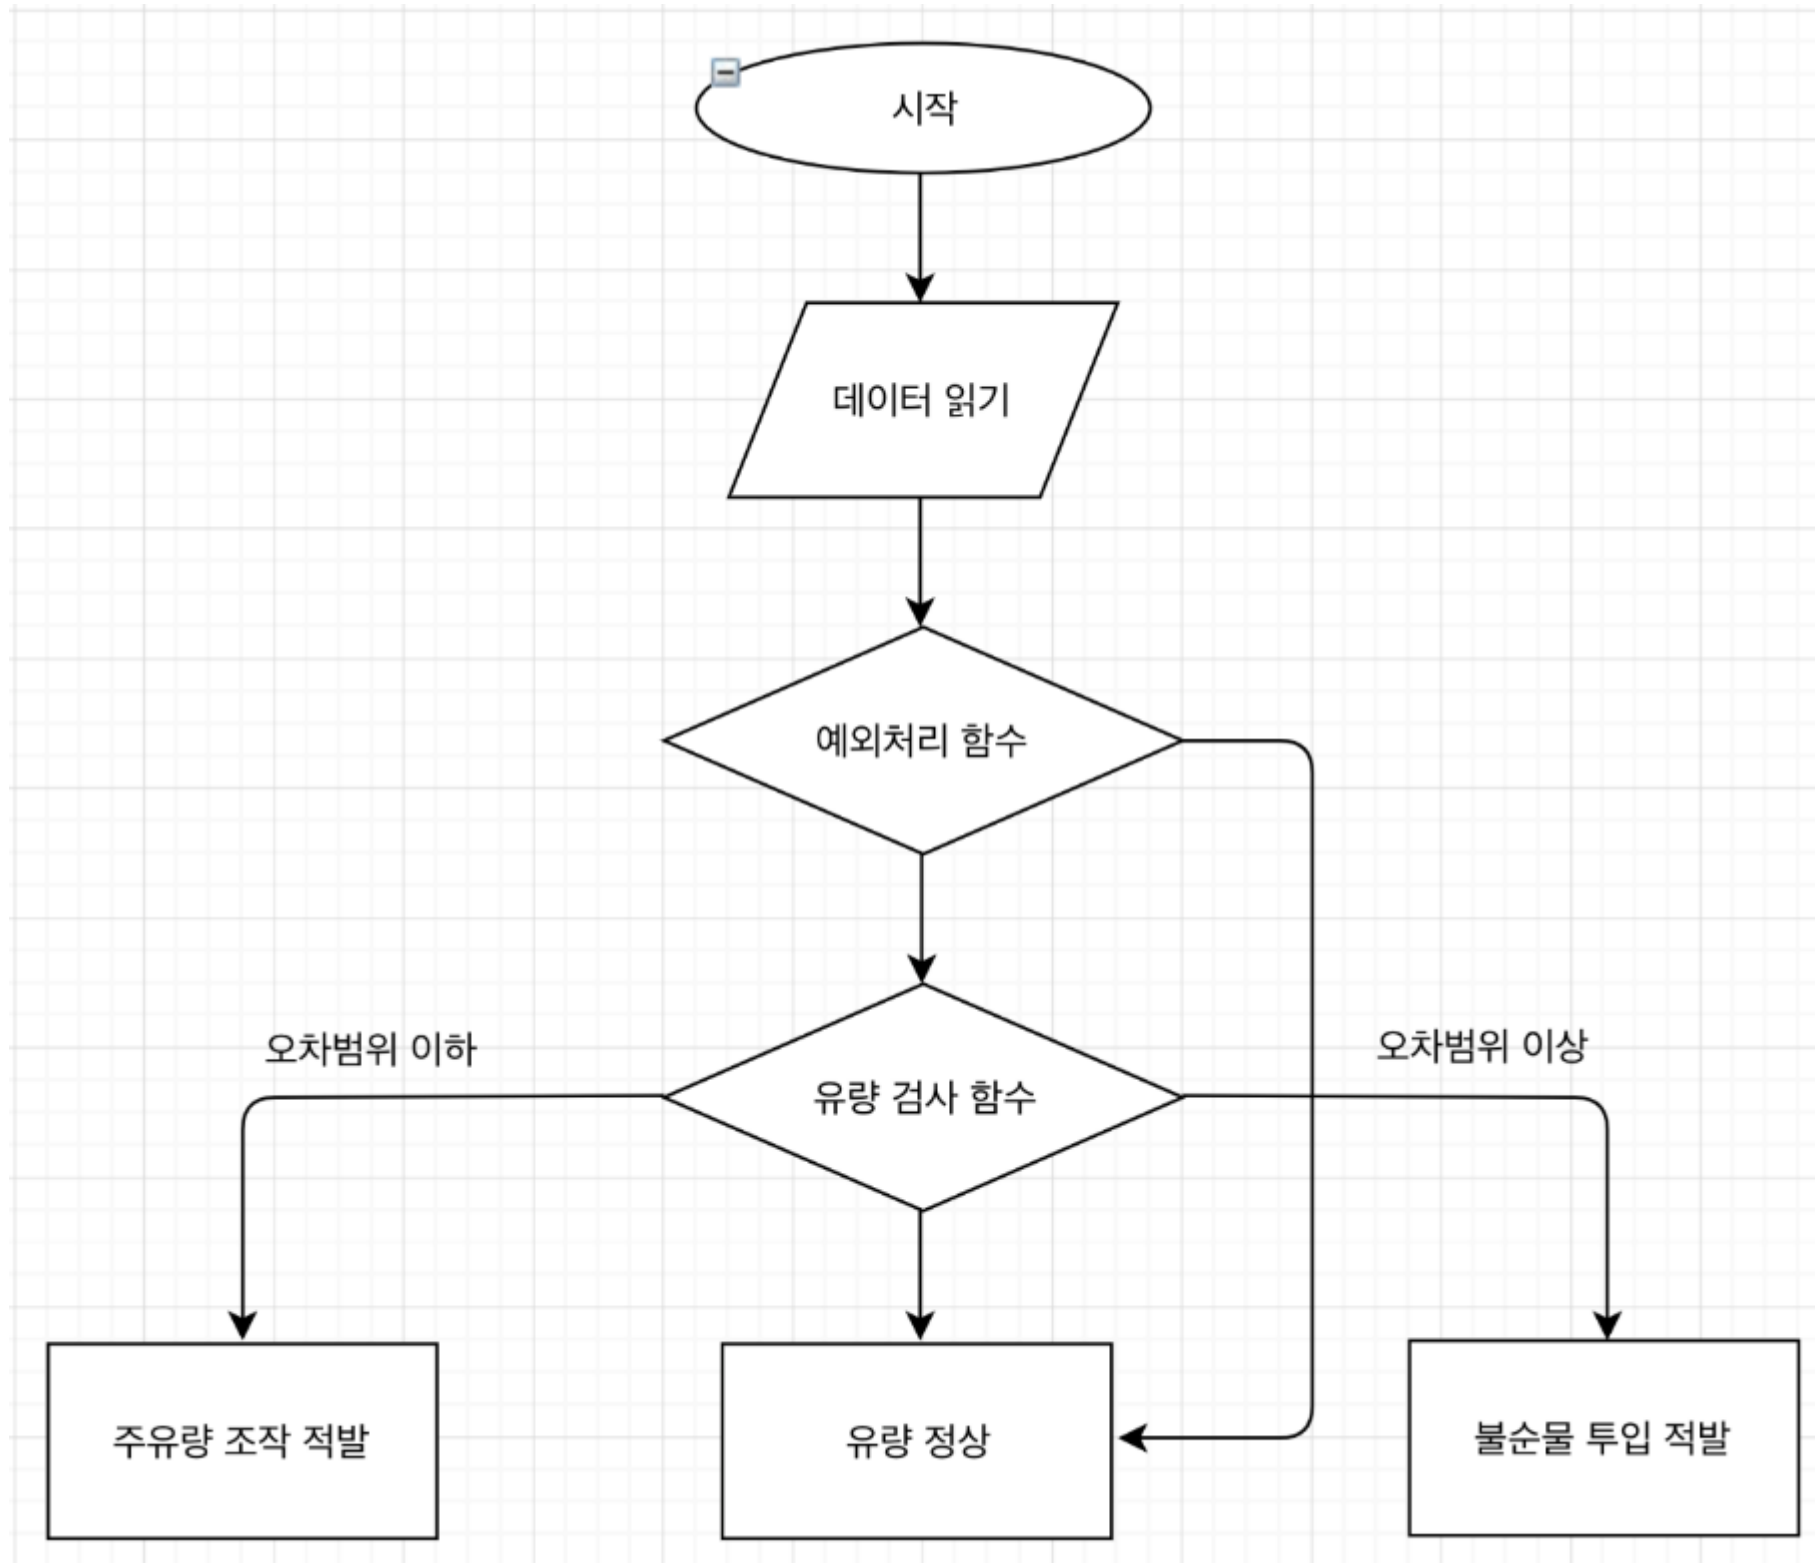 시작
데이터 읽기
예외처리 함수
오차범위 이하
오차범위 이상
유량 검사 함수
주유량 조작 적발
유량 정상
불순물 투입 적발